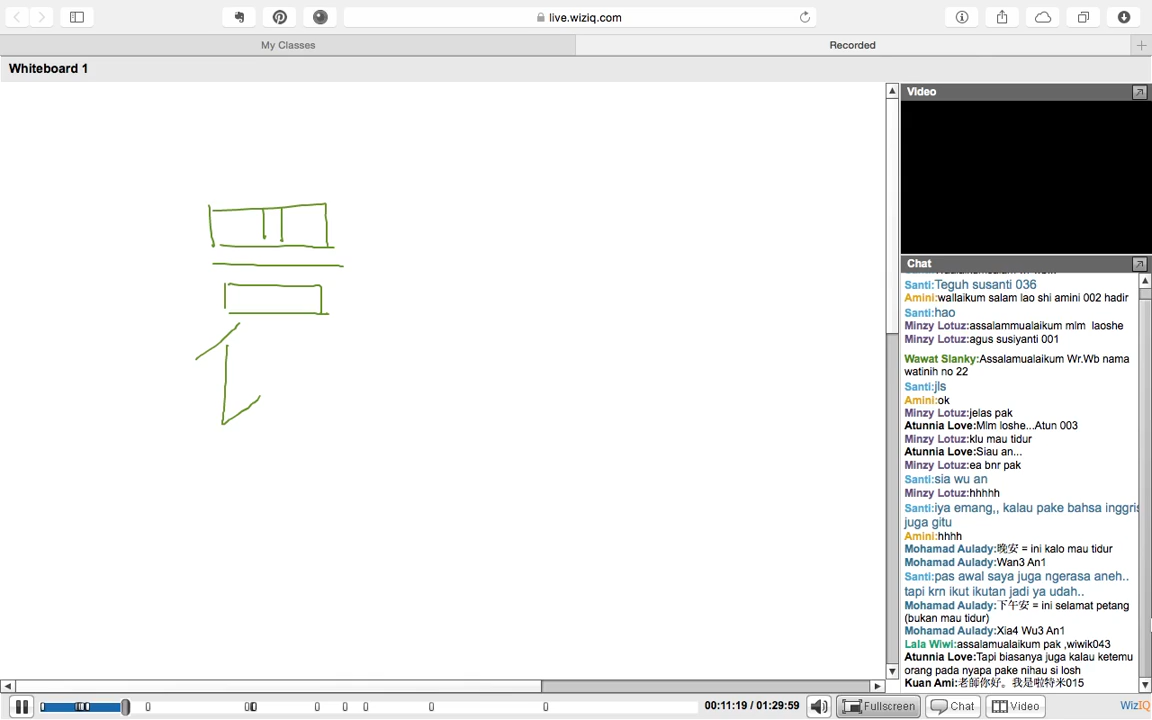 live.wiziq.com
My Classes
Recorded
Whiteboard 1
Video
Chat
Santi:Teguh susanti 036
Amini:wallaikum salam lao shi amini 002 hadir
Santi:hao
Minzy Lotuz:assalammualaikum mlm laoshe
Minzy Lotuz:agus susiyanti 001
Wawat Slanky:Assalamualaikum Wr.Wb nama
watinih no 22
Santi:jls
Amini:ok
Minzy Lotuz:jelas pak
Atunnia Love:Mlm loshe...Atun 003
Minzy Lotuz:klu mau tidur
Atunnia Love:Siau an...
Minzy Lotuz:ea bnr pak
Santi:sia wu an
Minzy Lotuz:hhhhh
Santi:iya emang,, kalau pake bahsa inggris
juga gitu
Amini:hhhh
Mohamad Aulady:晚安 = ini kalo mau tidur
Mohamad Aulady:Wan3 An1
Santi:pas awal saya juga ngerasa aneh..
tapi krn ikut ikutan jadi ya udah..
Mohamad Aulady:下午安 = ini selamat petang
(bukan mau tidur)
Mohamad Aulady:Xia4 Wu3 An1
Lala Wiwi:assalamualaikum pak ,wiwik043
Atunnia Love:Tapi biasanya juga kalau ketemu
orang pada nyapa pake nihau si losh
Kuan Ami:老師你好。我是啦特米015
00:11:19 / 01:29:59
Fullscreen
Chat
Video
WizIQ